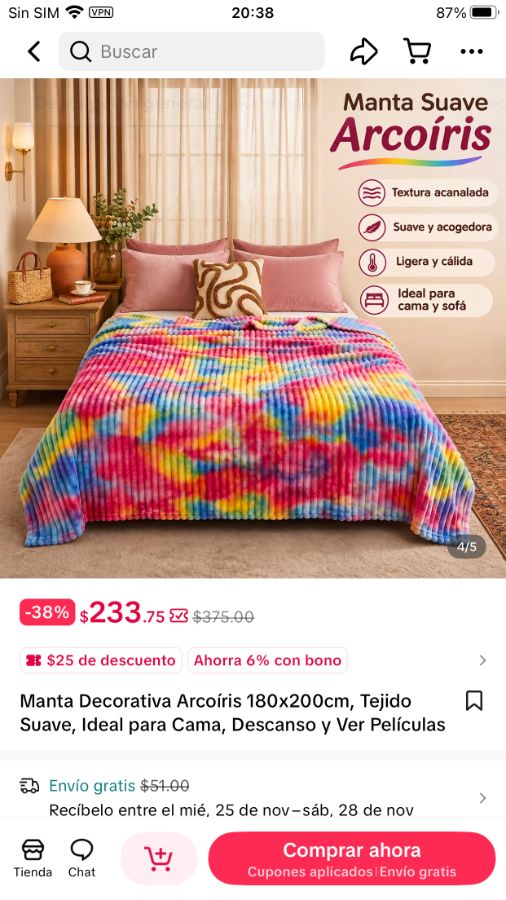 Sin SIM VPN 20:38 87%
Buscar
Manta Suave
Arcoíris
Textura acanalada
Suave y acogedora
Ligera y cálida
Ideal para
cama y sofá
4/5
-38% $233.75 $375.00
$25 de descuento Ahorra 6% con bono
Manta Decorativa Arcoíris 180x200cm, Tejido
Suave, Ideal para Cama, Descanso y Ver Películas
Envío gratis $51.00
Recíbelo entre el mié, 25 de nov–sáb, 28 de nov
Tienda Chat Comprar ahora
Cupones aplicados | Envío gratis